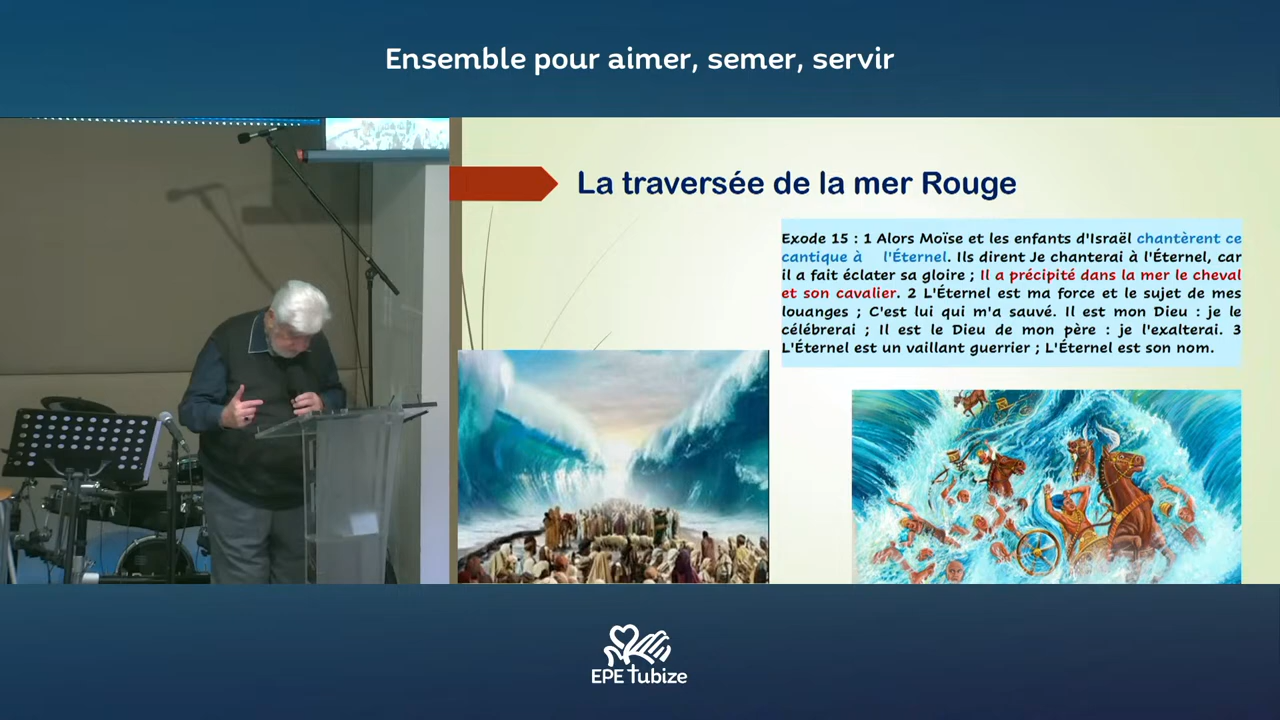 Ensemble pour aimer, semer, servir
La traversée de la mer Rouge
Exode 15 : 1 Alors Moïse et les enfants d'Israël chantèrent ce
cantique à l'Éternel. Ils dirent Je chanterai à l'Éternel, car
il a fait éclater sa gloire ; Il a précipité dans la mer le cheval
et son cavalier. 2 L'Éternel est ma force et le sujet de mes
louanges ; C'est lui qui m'a sauvé. Il est mon Dieu : je le
célébrerai ; Il est le Dieu de mon père : je l'exalterai. 3
L'Éternel est un vaillant guerrier ; L'Éternel est son nom.
EPE Tubize